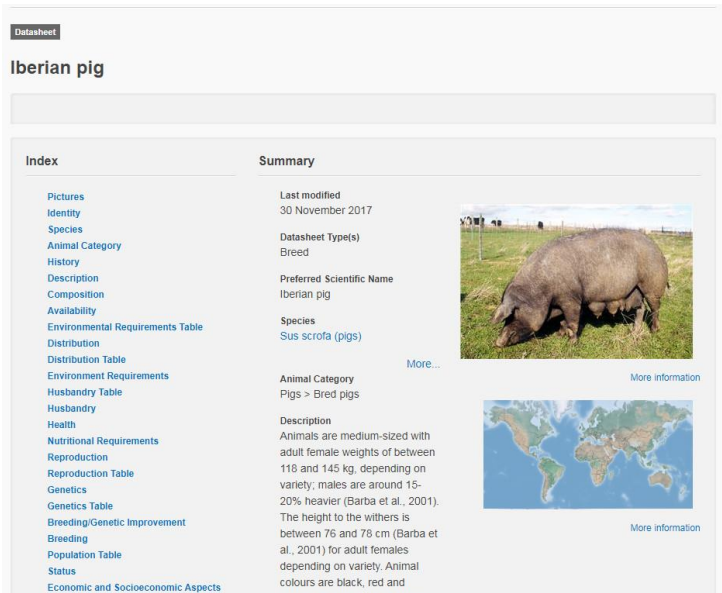 Datasheet
Iberian pig
Index
Pictures
Identity
Species
Animal Category
History
Description
Composition
Availability
Environmental Requirements Table
Distribution
Distribution Table
Environment Requirements
Husbandry Table
Husbandry
Health
Nutritional Requirements
Reproduction
Reproduction Table
Genetics
Genetics Table
Breeding/Genetic Improvement
Breeding
Population Table
Status
Economic and Socioeconomic Aspects
Summary
Last modified
30 November 2017
Datasheet Type(s)
Breed
Preferred Scientific Name
Iberian pig
Species
Sus scrofa (pigs)
More...
Animal Category
Pigs > Bred pigs
Description
Animals are medium-sized with
adult female weights of between
118 and 145 kg, depending on
variety; males are around 15-
20% heavier (Barba et al., 2001).
The height to the withers is
between 76 and 78 cm (Barba et
al., 2001) for adult females
depending on variety. Animal
colours are black, red and
More information
More information